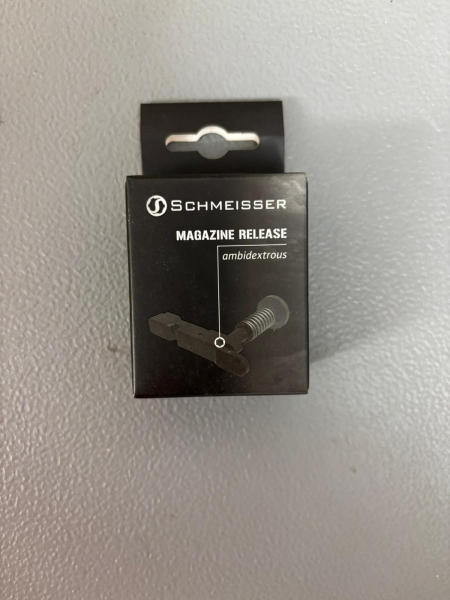 SCHMEISSER
MAGAZINE RELEASE
ambidextrous